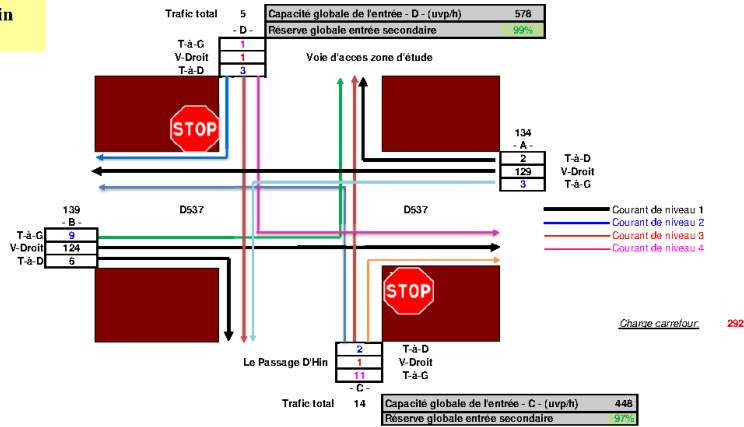 in
Trafic total 5 Capacité globale de l'entrée - D - (uvp/h) 578
- D - Réserve globale entrée secondaire 99%
T-à-G 1
V-Droit 1 Voie d'acces zone d'étude
T-à-D 3
STOP
134
- A -
2 T-à-D
129 V-Droit
3 T-à-G
139 D537 D537
- B -
T-à-G 9
V-Droit 124
T-à-D 6
Courant de niveau 1
Courant de niveau 2
Courant de niveau 3
Courant de niveau 4
STOP
Charge carrefour: 292
2 T-à-D
Le Passage D'Hin 1 V-Droit
11 T-à-G
- C -
Trafic total 14 Capacité globale de l'entrée - C - (uvp/h) 448
Réserve globale entrée secondaire 97%